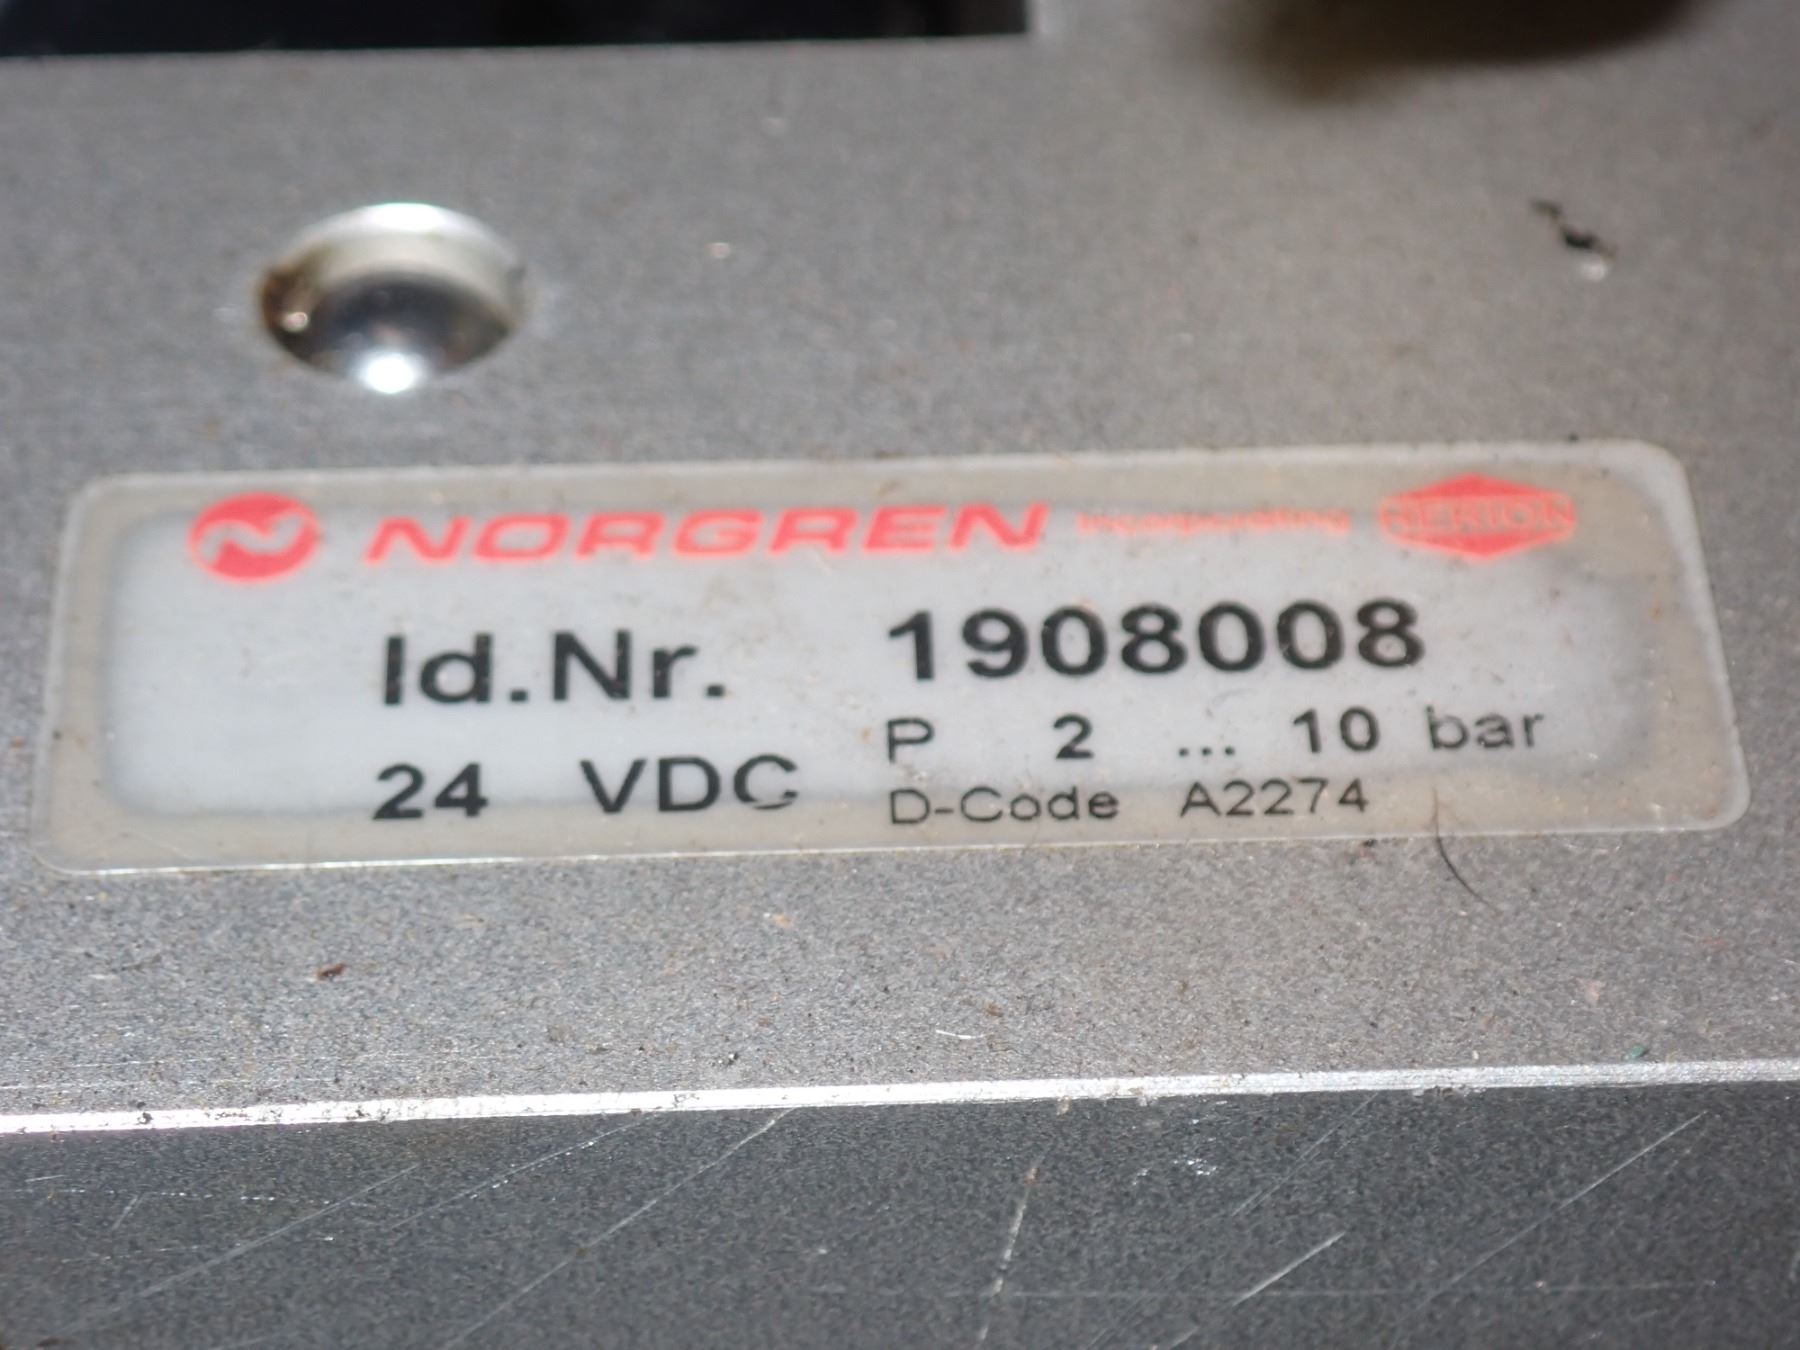 NORGREN incorporating HERION
Id.Nr. 1908008
24 VDC P 2 ... 10 bar
D-Code A2274